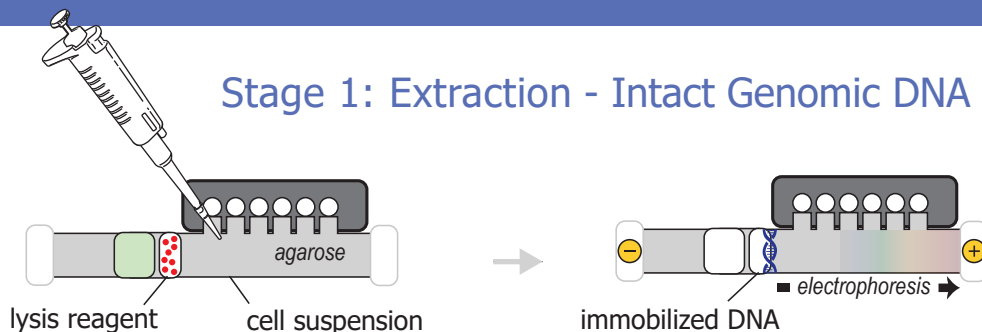 Stage 1: Extraction - Intact Genomic DNA
agarose
lysis reagent
cell suspension
−
+
electrophoresis
immobilized DNA